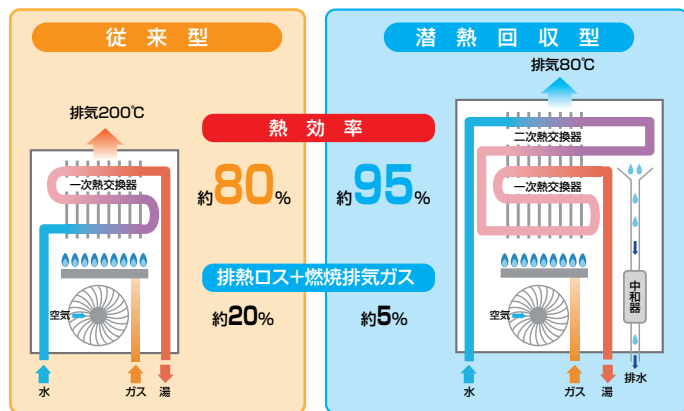 従来型
潜熱回収型
排気200℃
排気80℃
熱効率
約80%
約95%
一次熱交換器
二次熱交換器
一次熱交換器
排熱ロス+燃焼排気ガス
約20%
約5%
空気
空気
中和器
水
ガス
湯
水
ガス
湯
排水